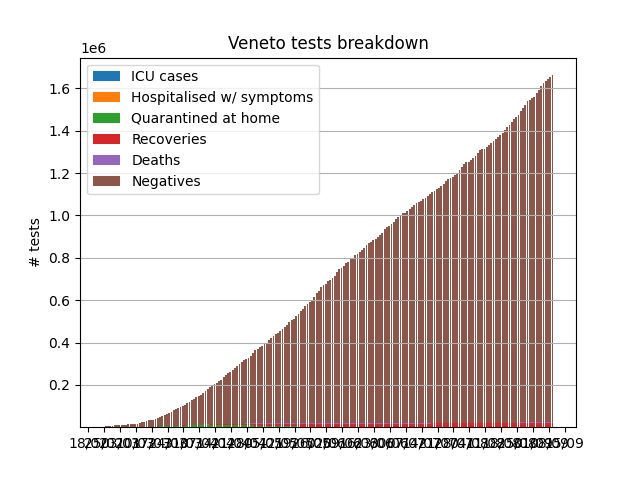 Veneto tests breakdown
1e6
ICU cases
Hospitalised w/ symptoms
Quarantined at home
Recoveries
Deaths
Negatives
1.6
1.4
1.2
1.0
0.8
0.6
0.4
0.2
# tests